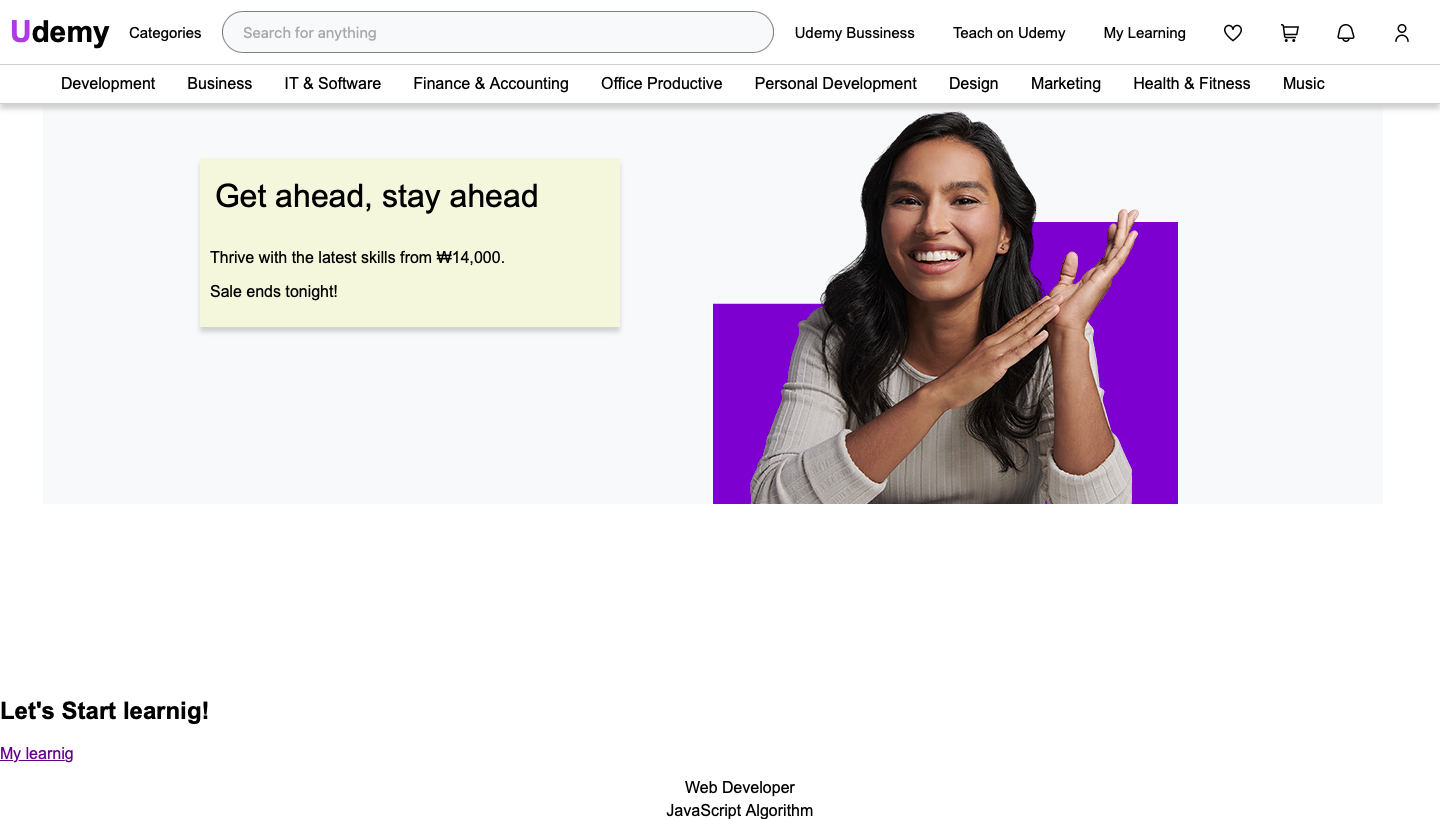 Udemy Categories Search for anything Udemy Bussiness Teach on Udemy My Learning
Development Business IT & Software Finance & Accounting Office Productive Personal Development Design Marketing Health & Fitness Music
Get ahead, stay ahead
Thrive with the latest skills from ₩14,000.
Sale ends tonight!
Let's Start learnig!
My learnig
Web Developer
JavaScript Algorithm